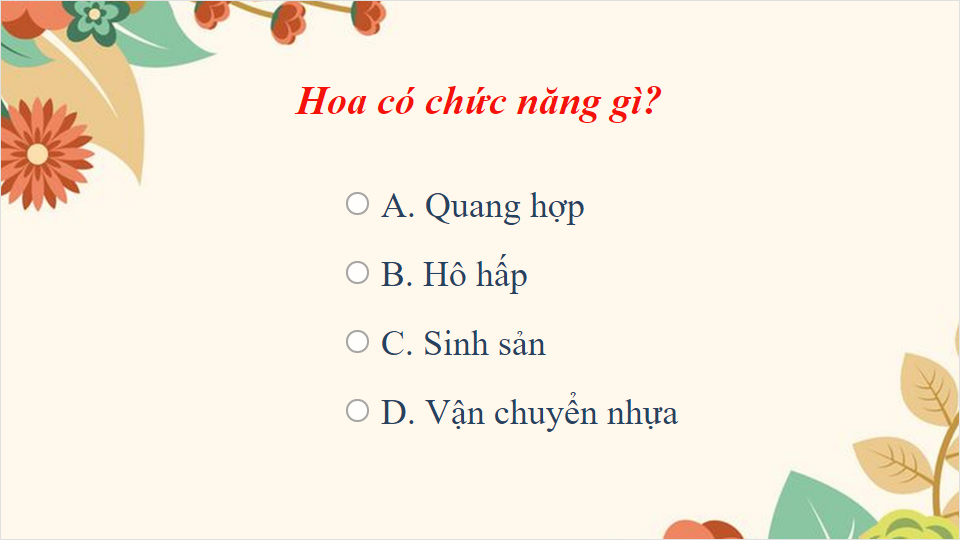 Hoa có chức năng gì?
A. Quang hợp
B. Hô hấp
C. Sinh sản
D. Vận chuyển nhựa